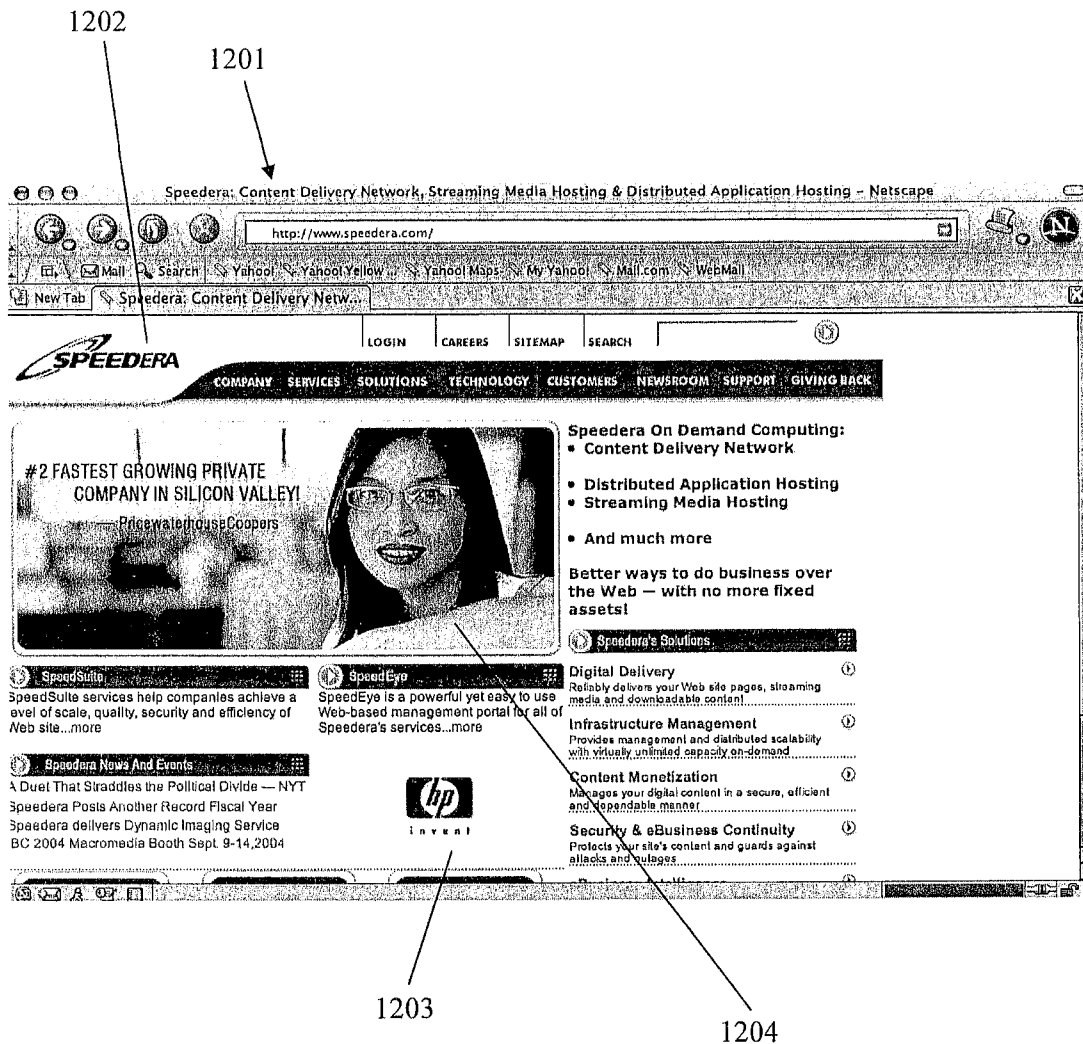 1202
1201
Speedera: Content Delivery Network, Streaming Media Hosting & Distributed Application Hosting – Netscape
http://www.speedera.com/
Mail Search Yahoo! Yahoo! Yellow ... Yahoo! Maps My Yahoo! Mail.com WebMail
New Tab Speedera: Content Delivery Netw...
LOGIN CAREERS SITEMAP SEARCH
SPEEDERA
COMPANY SERVICES SOLUTIONS TECHNOLOGY CUSTOMERS NEWSROOM SUPPORT GIVING BACK
#2 FASTEST GROWING PRIVATE
COMPANY IN SILICON VALLEY!
—PricewaterhouseCoopers
Speedera On Demand Computing:
• Content Delivery Network
• Distributed Application Hosting
• Streaming Media Hosting
• And much more
Better ways to do business over
the Web — with no more fixed
assets!
SpeedSuite
SpeedSuite services help companies achieve a
level of scale, quality, security and efficiency of
Web site...more
SpeedEye
SpeedEye is a powerful yet easy to use
Web-based management portal for all of
Speedera's services...more
Speedera News And Events
A Duet That Straddles the Political Divide — NYT
Speedera Posts Another Record Fiscal Year
Speedera delivers Dynamic Imaging Service
BC 2004 Macromedia Booth Sept. 9-14,2004
hp
invent
Speedera's Solutions
Digital Delivery
Reliably delivers your Web site pages, streaming
media and downloadable content
Infrastructure Management
Provides management and distributed scalability
with virtually unlimited capacity on-demand
Content Monetization
Manages your digital content in a secure, efficient
and dependable manner
Security & eBusiness Continuity
Protects your site's content and guards against
attacks and outages
1203
1204